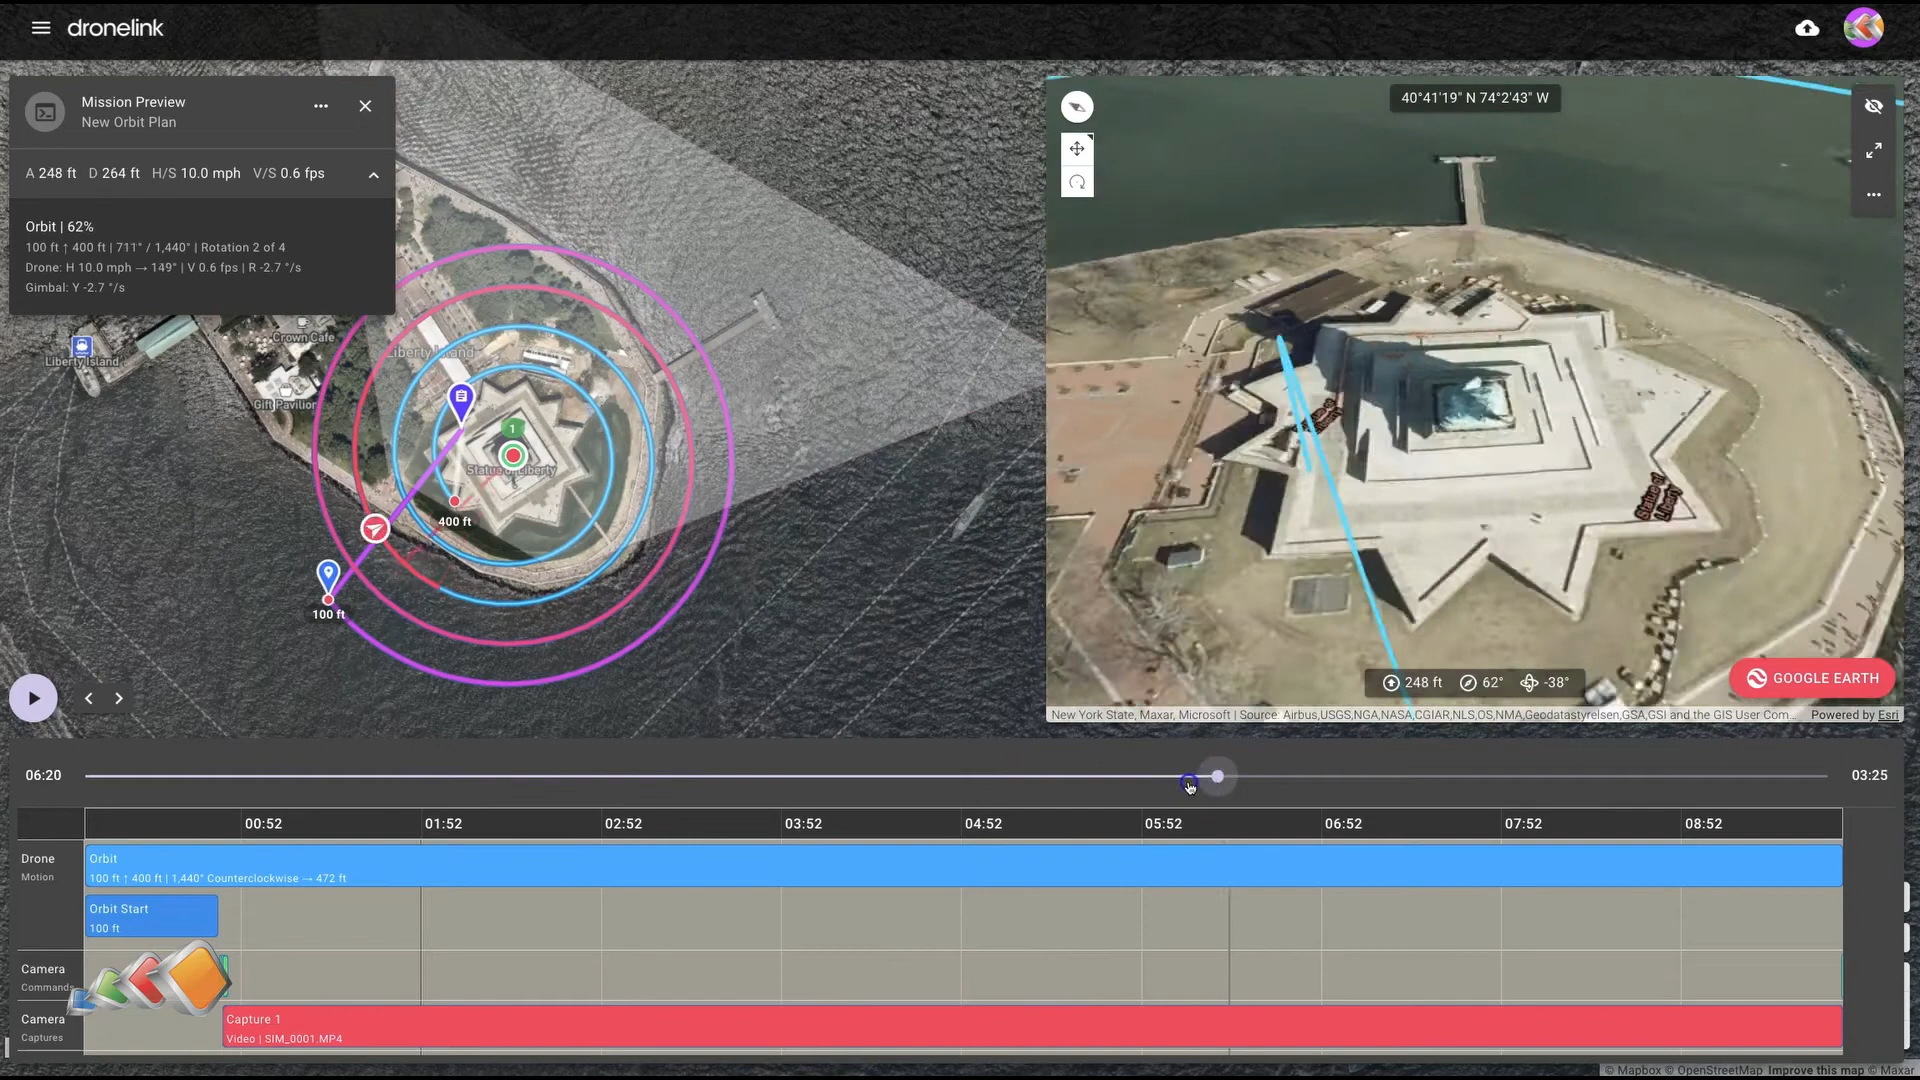 dronelink
Mission Preview
New Orbit Plan
A 248 ft D 264 ft H/S 10.0 mph V/S 0.6 fps
Orbit | 62%
100 ft ↑ 400 ft | 711° / 1,440° | Rotation 2 of 4
Drone: H 10.0 mph → 149° | V 0.6 fps | R -2.7 °/s
Gimbal: Y -2.7 °/s
Crown Cafe
Liberty Island
Liberty Island
Gift Pavilion
1
Statue of Liberty
400 ft
100 ft
40°41'19" N 74°2'43" W
Statue of
Liberty
248 ft 62° -38°
GOOGLE EARTH
New York State, Maxar, Microsoft | Source: Airbus,USGS,NGA,NASA,CGIAR,NLS,OS,NMA,Geodatastyrelsen,GSA,GSI and the GIS User Com... Powered by Esri
06:20 03:25
00:52 01:52 02:52 03:52 04:52 05:52 06:52 07:52 08:52
Drone
Motion
Orbit
100 ft ↑ 400 ft | 1,440° Counterclockwise → 472 ft
Orbit Start
100 ft
Camera
Commands
Camera
Captures
Capture 1
Video | SIM_0001.MP4
© Mapbox © OpenStreetMap Improve this map © Maxar